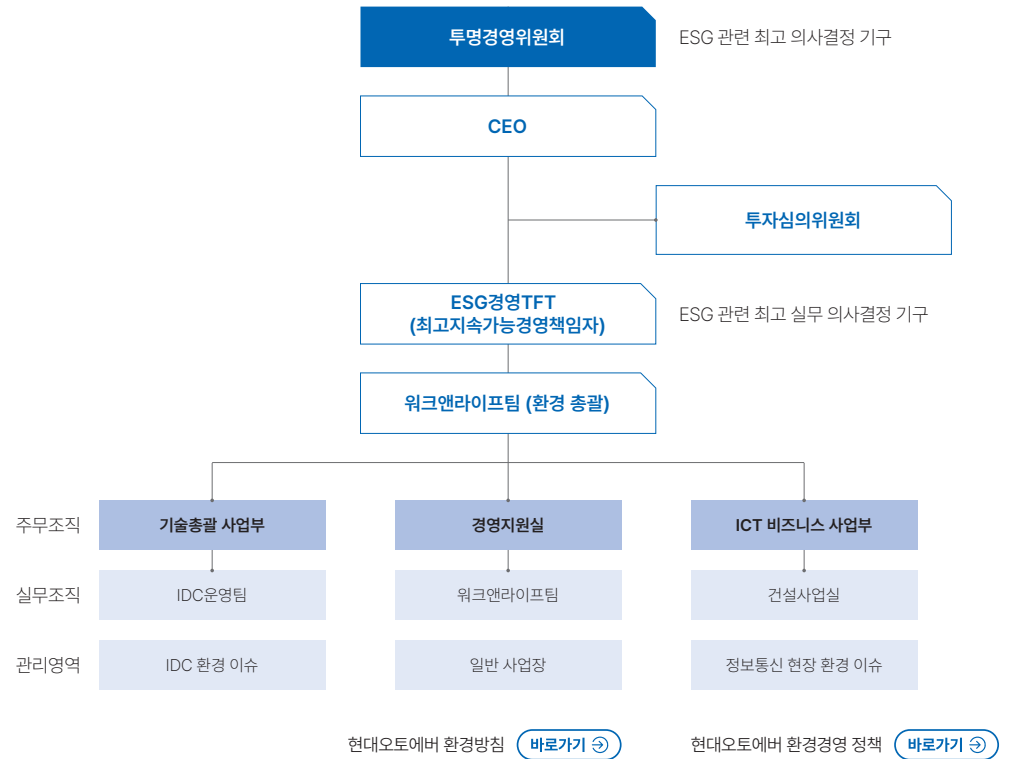 투명경영위원회
ESG 관련 최고 의사결정 기구
CEO
투자심의위원회
ESG경영TFT
(최고지속가능경영책임자)
ESG 관련 최고 실무 의사결정 기구
워크앤라이프팀 (환경 총괄)
주무조직
기술총괄 사업부
경영지원실
ICT 비즈니스 사업부
실무조직
IDC운영팀
워크앤라이프팀
건설사업실
관리영역
IDC 환경 이슈
일반 사업장
정보통신 현장 환경 이슈
현대오토에버 환경방침 바로가기
현대오토에버 환경경영 정책 바로가기